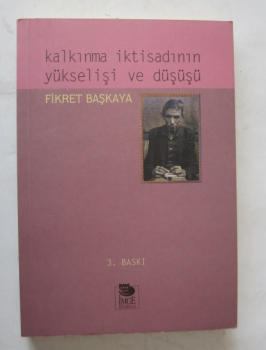 kalkınma iktisadının
yükselişi ve düşüşü
FİKRET BAŞKAYA
3. BASKI
İMGE